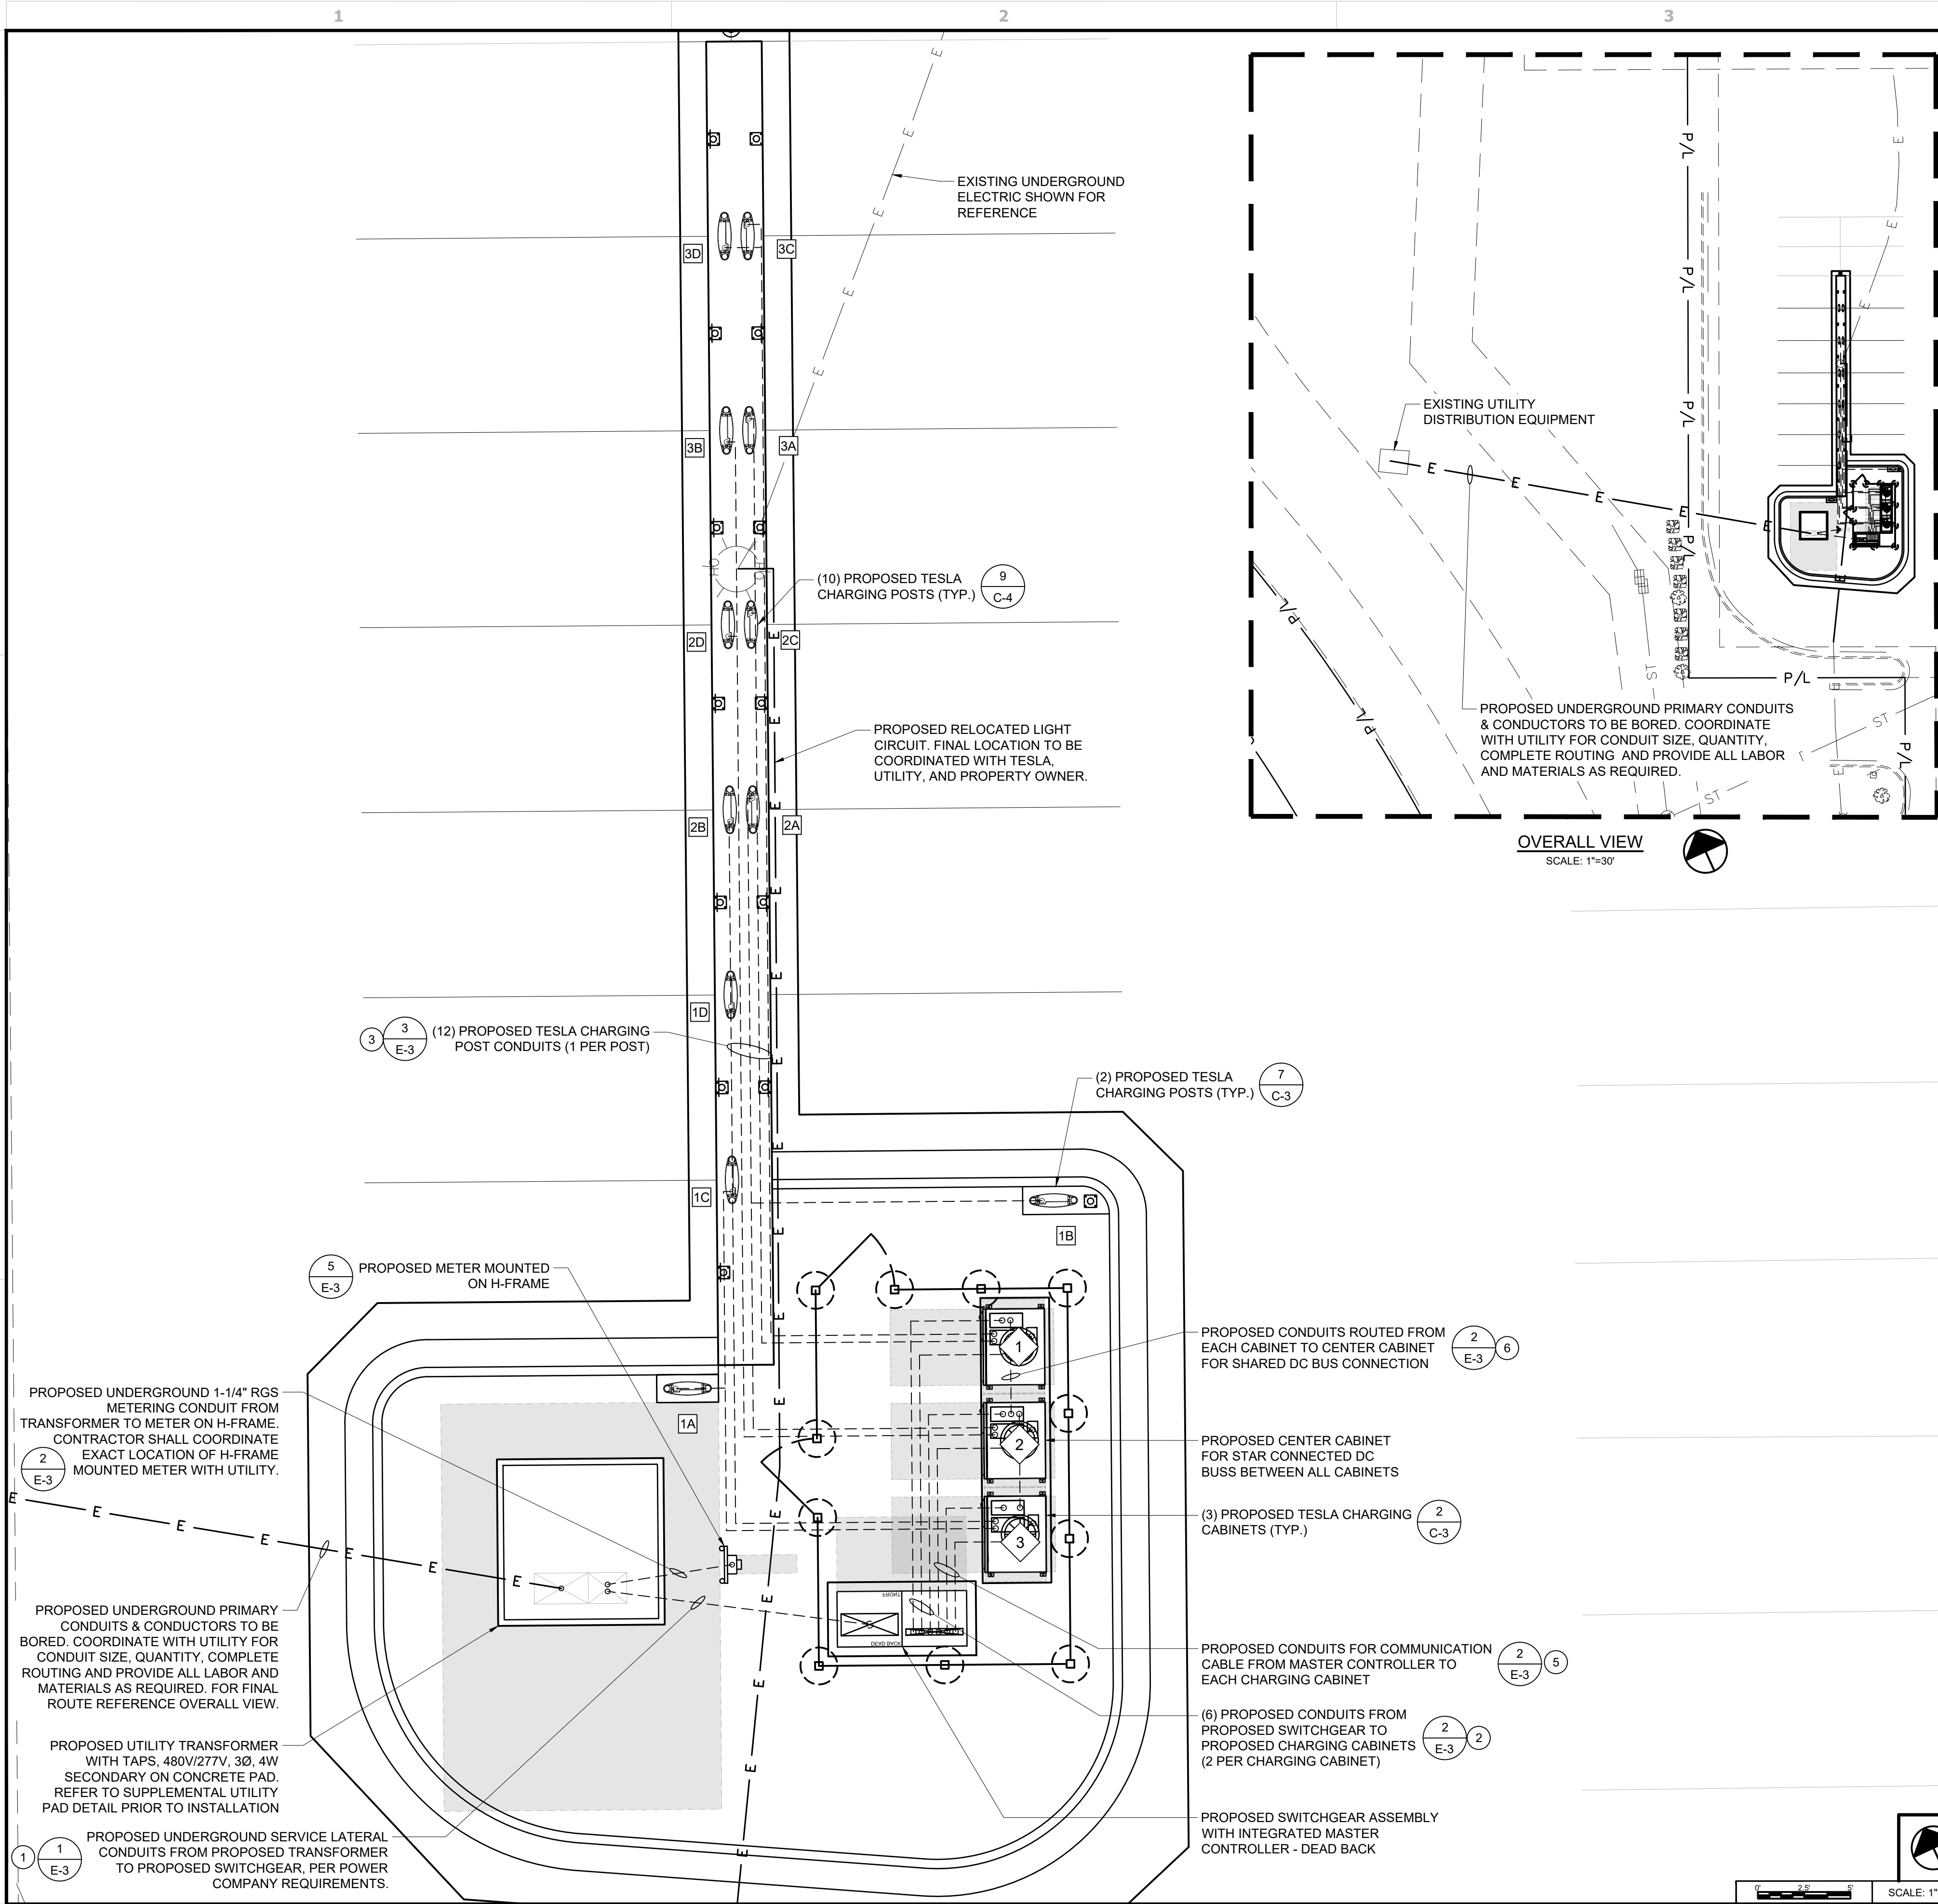 1
2
3
EXISTING UNDERGROUND
ELECTRIC SHOWN FOR
REFERENCE
3D
3C
3B
3A
(10) PROPOSED TESLA
CHARGING POSTS (TYP.)
9
C-4
2D
2C
PROPOSED RELOCATED LIGHT
CIRCUIT. FINAL LOCATION TO BE
COORDINATED WITH TESLA,
UTILITY, AND PROPERTY OWNER.
2B
2A
1D
3
3
E-3
(12) PROPOSED TESLA CHARGING
POST CONDUITS (1 PER POST)
(2) PROPOSED TESLA
CHARGING POSTS (TYP.)
7
C-3
1C
1B
5
E-3
PROPOSED METER MOUNTED
ON H-FRAME
1A
PROPOSED UNDERGROUND 1-1/4" RGS
METERING CONDUIT FROM
TRANSFORMER TO METER ON H-FRAME.
CONTRACTOR SHALL COORDINATE
EXACT LOCATION OF H-FRAME
MOUNTED METER WITH UTILITY.
2
E-3
E E E E E E E
PROPOSED UNDERGROUND PRIMARY
CONDUITS & CONDUCTORS TO BE
BORED. COORDINATE WITH UTILITY FOR
CONDUIT SIZE, QUANTITY, COMPLETE
ROUTING AND PROVIDE ALL LABOR AND
MATERIALS AS REQUIRED. FOR FINAL
ROUTE REFERENCE OVERALL VIEW.
PROPOSED UTILITY TRANSFORMER
WITH TAPS, 480V/277V, 3Ø, 4W
SECONDARY ON CONCRETE PAD.
REFER TO SUPPLEMENTAL UTILITY
PAD DETAIL PRIOR TO INSTALLATION
1
1
E-3
PROPOSED UNDERGROUND SERVICE LATERAL
CONDUITS FROM PROPOSED TRANSFORMER
TO PROPOSED SWITCHGEAR, PER POWER
COMPANY REQUIREMENTS.
1
2
3
FRONT
DEAD BACK
PROPOSED CONDUITS ROUTED FROM
EACH CABINET TO CENTER CABINET
FOR SHARED DC BUS CONNECTION
2
E-3
6
PROPOSED CENTER CABINET
FOR STAR CONNECTED DC
BUSS BETWEEN ALL CABINETS
(3) PROPOSED TESLA CHARGING
CABINETS (TYP.)
2
C-3
PROPOSED CONDUITS FOR COMMUNICATION
CABLE FROM MASTER CONTROLLER TO
EACH CHARGING CABINET
2
E-3
5
(6) PROPOSED CONDUITS FROM
PROPOSED SWITCHGEAR TO
PROPOSED CHARGING CABINETS
(2 PER CHARGING CABINET)
2
E-3
2
PROPOSED SWITCHGEAR ASSEMBLY
WITH INTEGRATED MASTER
CONTROLLER - DEAD BACK
EXISTING UTILITY
DISTRIBUTION EQUIPMENT
E E E E E
P/L
P/L
P/L
P/L
P/L
P/L
P/L
P/L
ST
ST
ST
PROPOSED UNDERGROUND PRIMARY CONDUITS
& CONDUCTORS TO BE BORED. COORDINATE
WITH UTILITY FOR CONDUIT SIZE, QUANTITY,
COMPLETE ROUTING AND PROVIDE ALL LABOR
AND MATERIALS AS REQUIRED.
OVERALL VIEW
SCALE: 1"=30'
0' 2.5' 5'
SCALE: 1"